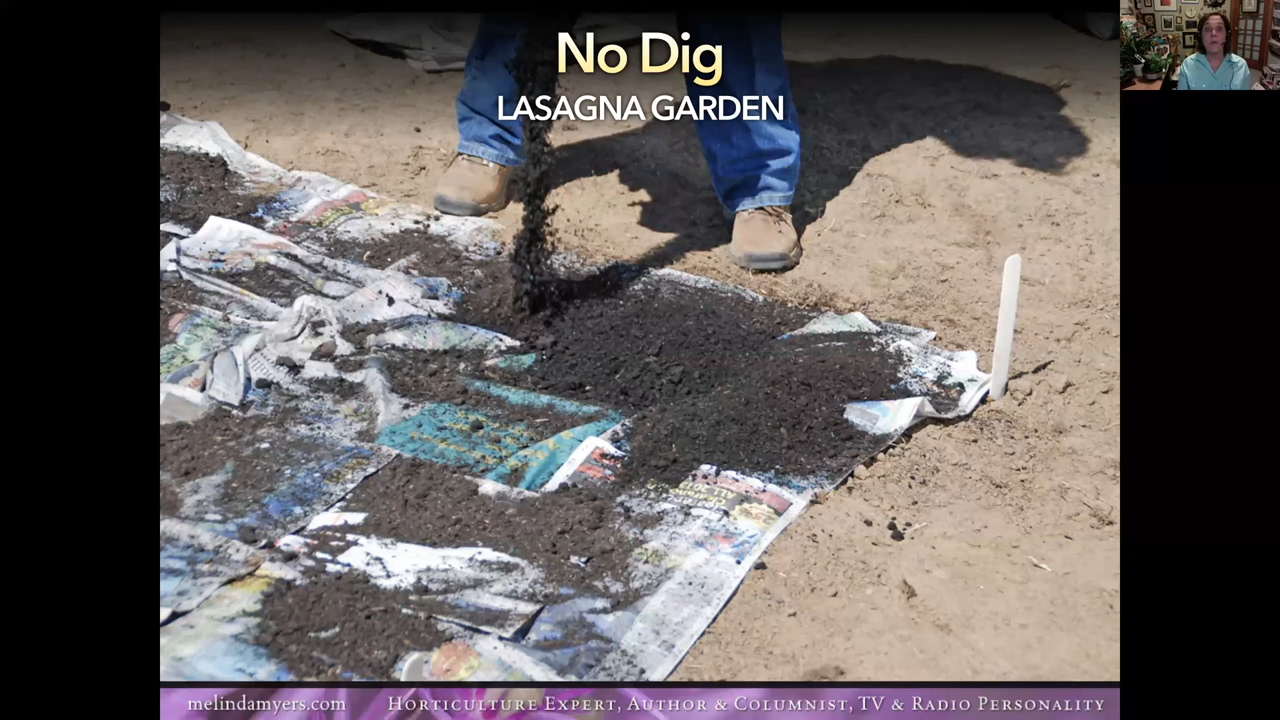 No Dig
LASAGNA GARDEN
melindamyers.com
HORTICULTURE EXPERT, AUTHOR & COLUMNIST, TV & RADIO PERSONALITY